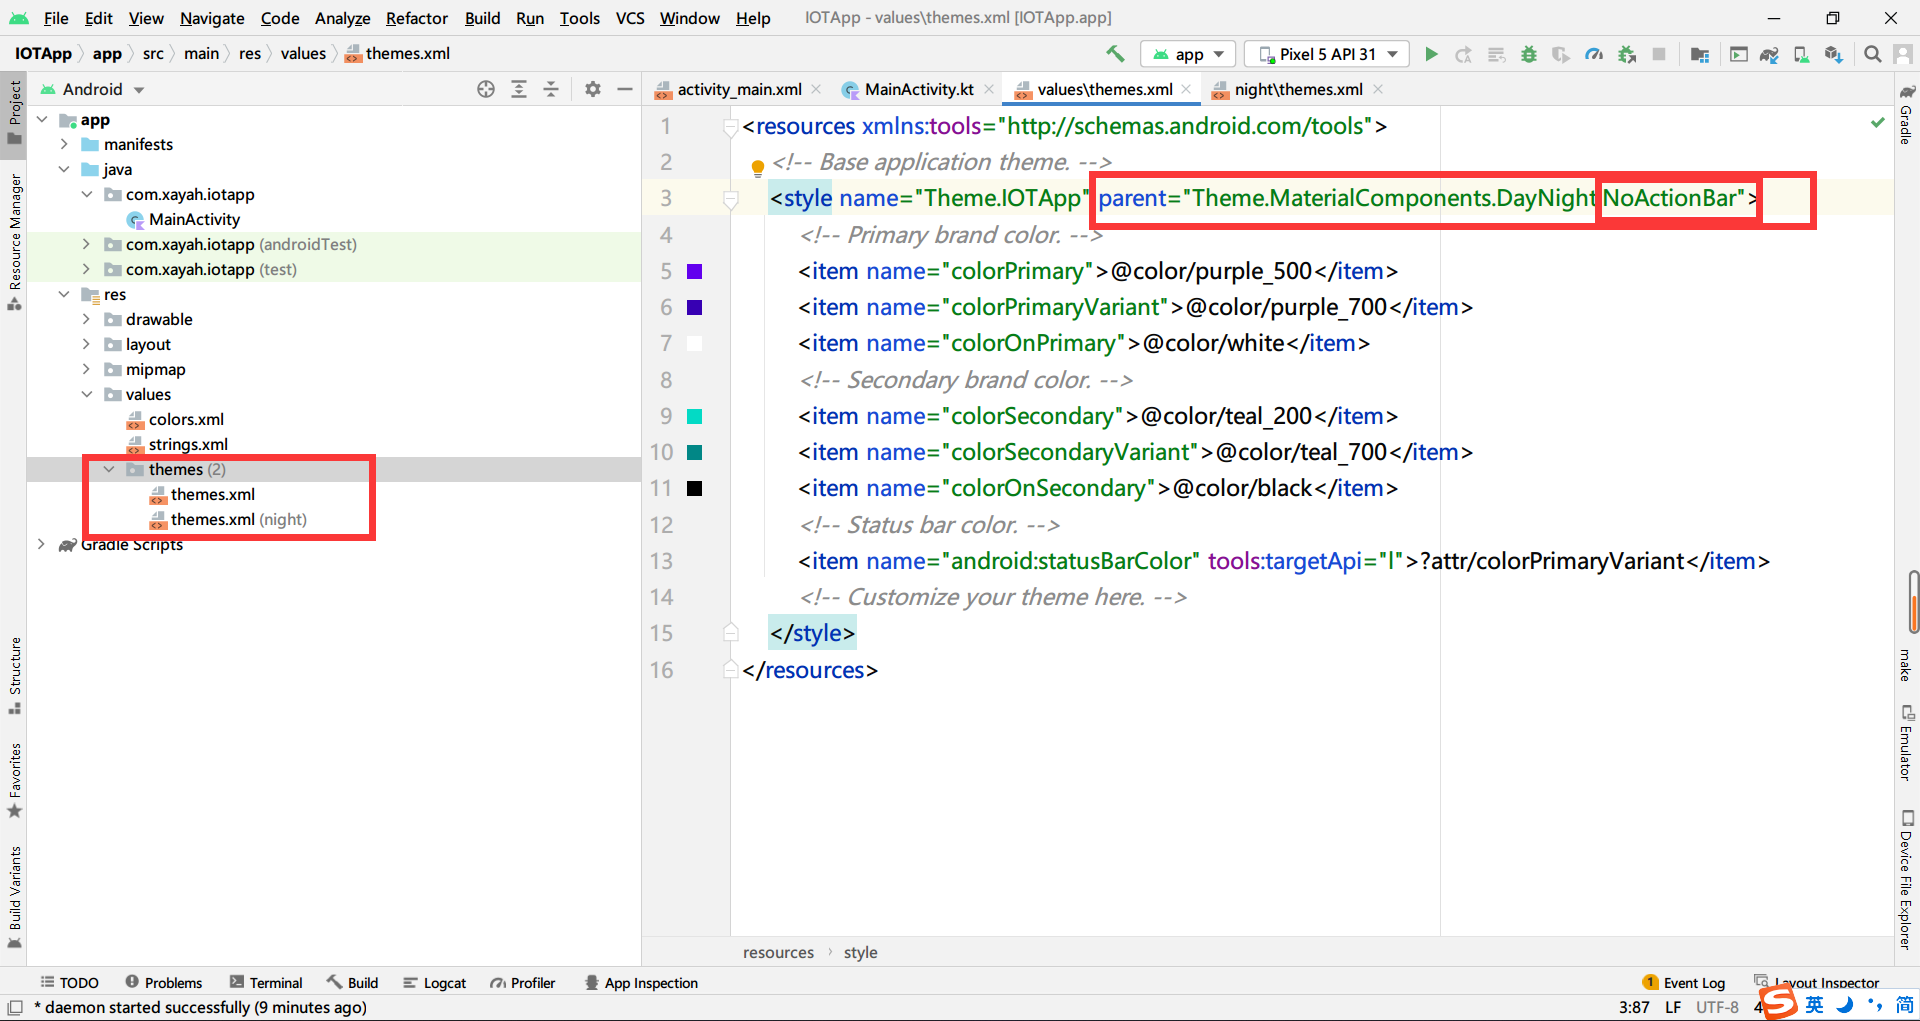 File Edit View Navigate Code Analyze Refactor Build Run Tools VCS Window Help IOTApp - values\themes.xml [IOTApp.app]
IOTApp app src main res values themes.xml
app Pixel 5 API 31
Android
activity_main.xml MainActivity.kt values\themes.xml night\themes.xml
Project
Resource Manager
Structure
Favorites
Build Variants
app
manifests
java
com.xayah.iotapp
MainActivity
com.xayah.iotapp (androidTest)
com.xayah.iotapp (test)
res
drawable
layout
mipmap
values
colors.xml
strings.xml
themes (2)
themes.xml
themes.xml (night)
Gradle Scripts
1 <resources xmlns:tools="http://schemas.android.com/tools">
2 <!-- Base application theme. -->
3 <style name="Theme.IOTApp" parent="Theme.MaterialComponents.DayNight NoActionBar">
4 <!-- Primary brand color. -->
5 <item name="colorPrimary">@color/purple_500</item>
6 <item name="colorPrimaryVariant">@color/purple_700</item>
7 <item name="colorOnPrimary">@color/white</item>
8 <!-- Secondary brand color. -->
9 <item name="colorSecondary">@color/teal_200</item>
10 <item name="colorSecondaryVariant">@color/teal_700</item>
11 <item name="colorOnSecondary">@color/black</item>
12 <!-- Status bar color. -->
13 <item name="android:statusBarColor" tools:targetApi="l">?attr/colorPrimaryVariant</item>
14 <!-- Customize your theme here. -->
15 </style>
16 </resources>
Gradle
make
Emulator
Device File Explorer
resources style
TODO Problems Terminal Build Logcat Profiler App Inspection 1 Event Log Layout Inspector
* daemon started successfully (9 minutes ago) 3:87 LF UTF-8 4 S 英 简